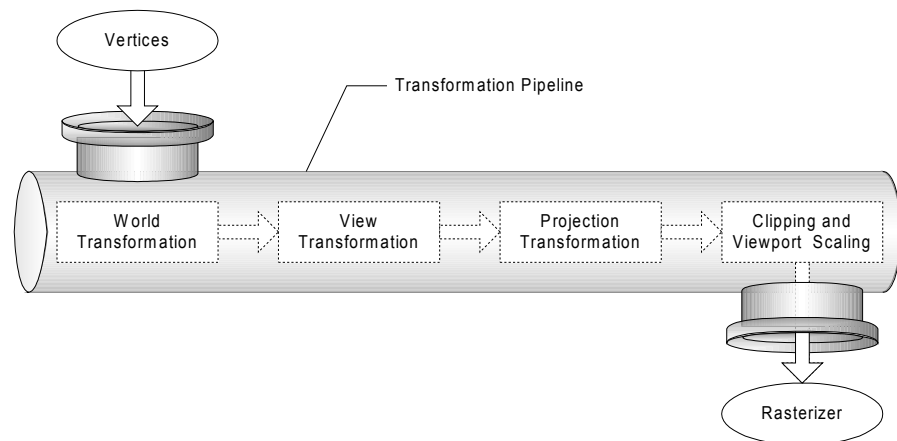 Vertices
Transformation Pipeline
World
Transformation
View
Transformation
Projection
Transformation
Clipping and
Viewport Scaling
Rasterizer